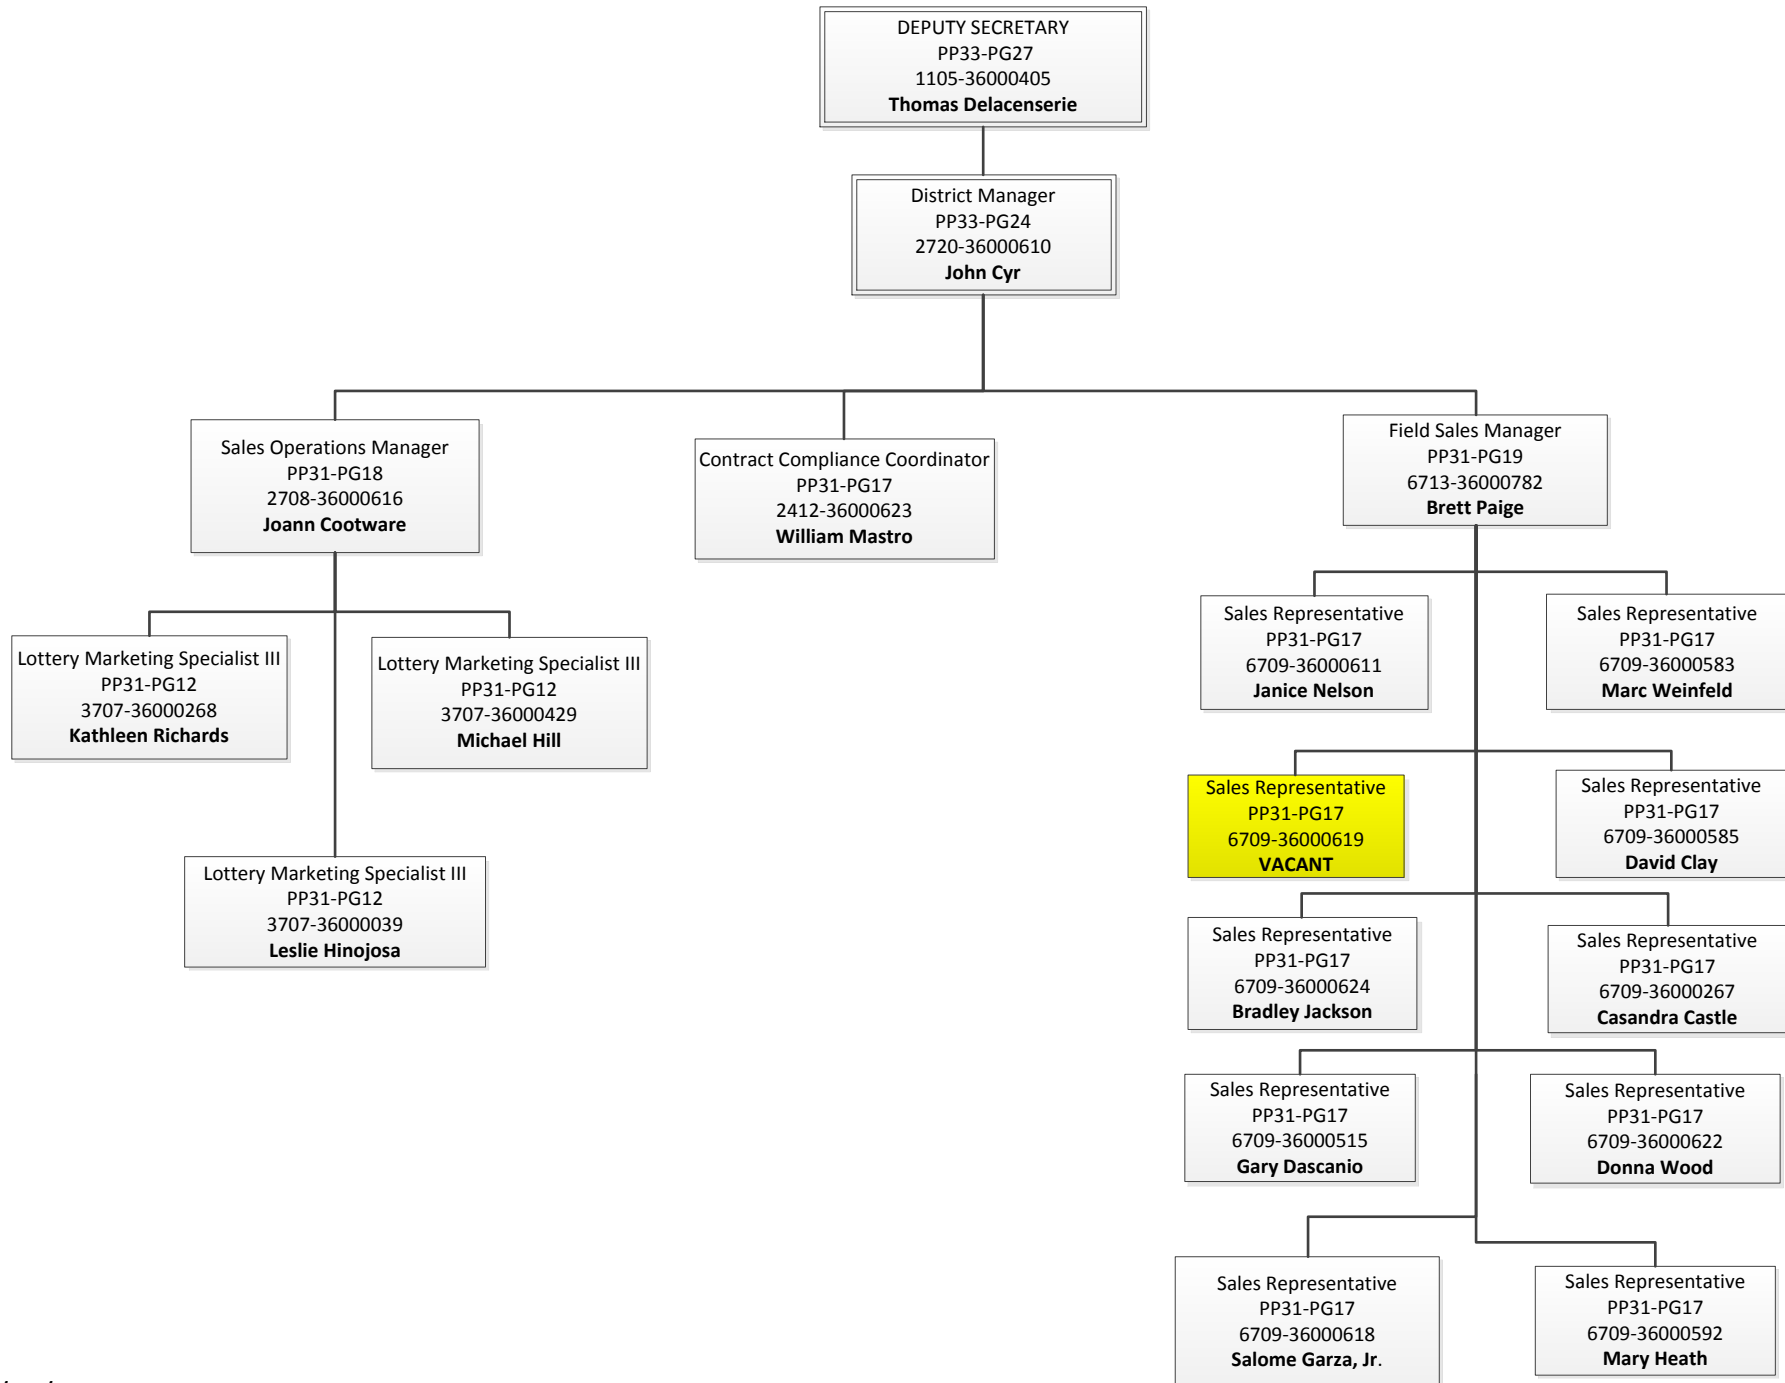 DEPUTY SECRETARY
PP33-PG27
1105-36000405
Thomas Delacenserie
District Manager
PP33-PG24
2720-36000610
John Cyr
Sales Operations Manager
PP31-PG18
2708-36000616
Joann Cootware
Contract Compliance Coordinator
PP31-PG17
2412-36000623
William Mastro
Field Sales Manager
PP31-PG19
6713-36000782
Brett Paige
Lottery Marketing Specialist III
PP31-PG12
3707-36000268
Kathleen Richards
Lottery Marketing Specialist III
PP31-PG12
3707-36000429
Michael Hill
Lottery Marketing Specialist III
PP31-PG12
3707-36000039
Leslie Hinojosa
Sales Representative
PP31-PG17
6709-36000611
Janice Nelson
Sales Representative
PP31-PG17
6709-36000583
Marc Weinfeld
Sales Representative
PP31-PG17
6709-36000619
VACANT
Sales Representative
PP31-PG17
6709-36000585
David Clay
Sales Representative
PP31-PG17
6709-36000624
Bradley Jackson
Sales Representative
PP31-PG17
6709-36000267
Casandra Castle
Sales Representative
PP31-PG17
6709-36000515
Gary Dascanio
Sales Representative
PP31-PG17
6709-36000622
Donna Wood
Sales Representative
PP31-PG17
6709-36000618
Salome Garza, Jr.
Sales Representative
PP31-PG17
6709-36000592
Mary Heath